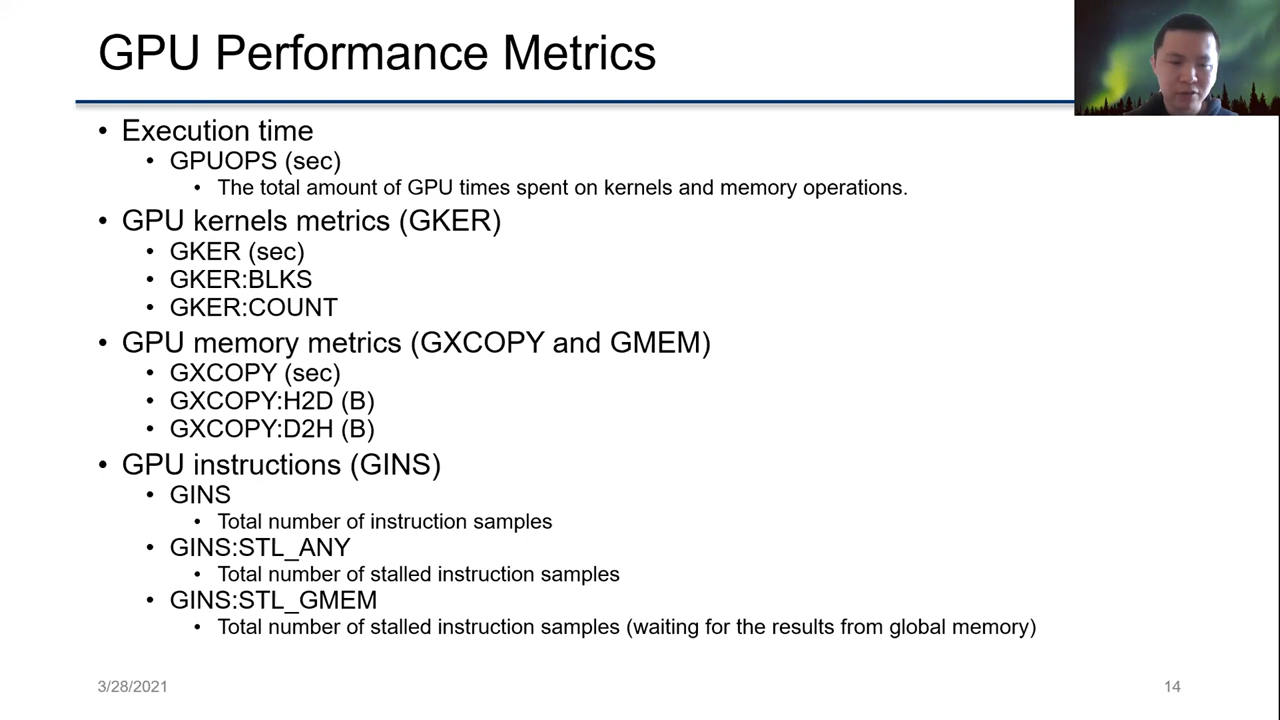 GPU Performance Metrics
• Execution time
• GPUOPS (sec)
• The total amount of GPU times spent on kernels and memory operations.
• GPU kernels metrics (GKER)
• GKER (sec)
• GKER:BLKS
• GKER:COUNT
• GPU memory metrics (GXCOPY and GMEM)
• GXCOPY (sec)
• GXCOPY:H2D (B)
• GXCOPY:D2H (B)
• GPU instructions (GINS)
• GINS
• Total number of instruction samples
• GINS:STL_ANY
• Total number of stalled instruction samples
• GINS:STL_GMEM
• Total number of stalled instruction samples (waiting for the results from global memory)
3/28/2021
14